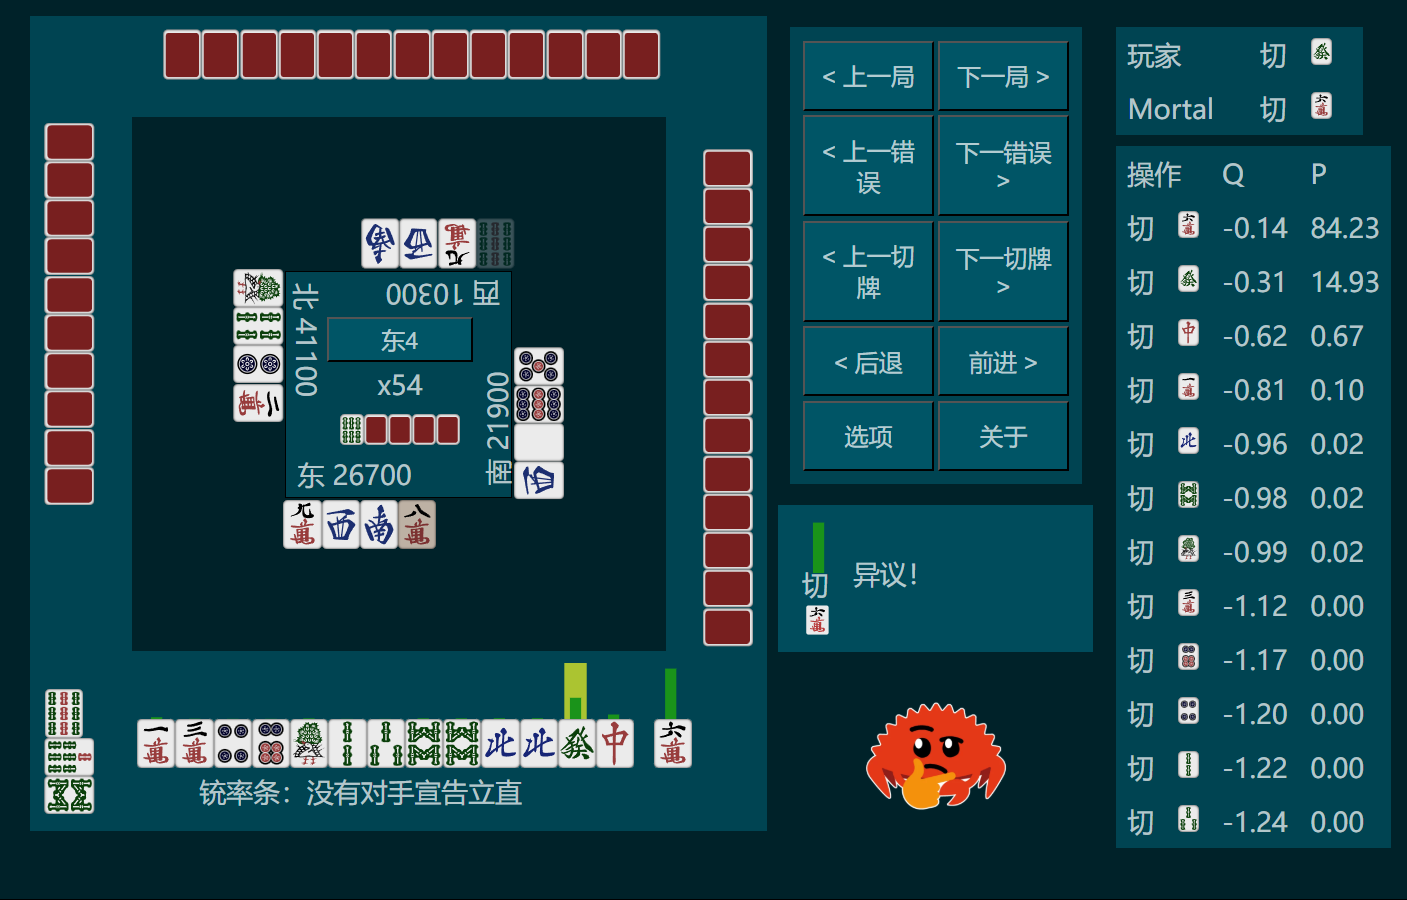 北 41100
西 10300
东4
x54
南 21900
东 26700
铳率条：没有对手宣告立直
< 上一局
下一局 >
< 上一错
误
下一错误
>
< 上一切
牌
下一切牌
>
< 后退
前进 >
选项
关于
切
异议！
玩家 切
Mortal 切
操作 Q P
切 -0.14 84.23
切 -0.31 14.93
切 -0.62 0.67
切 -0.81 0.10
切 -0.96 0.02
切 -0.98 0.02
切 -0.99 0.02
切 -1.12 0.00
切 -1.17 0.00
切 -1.20 0.00
切 -1.22 0.00
切 -1.24 0.00